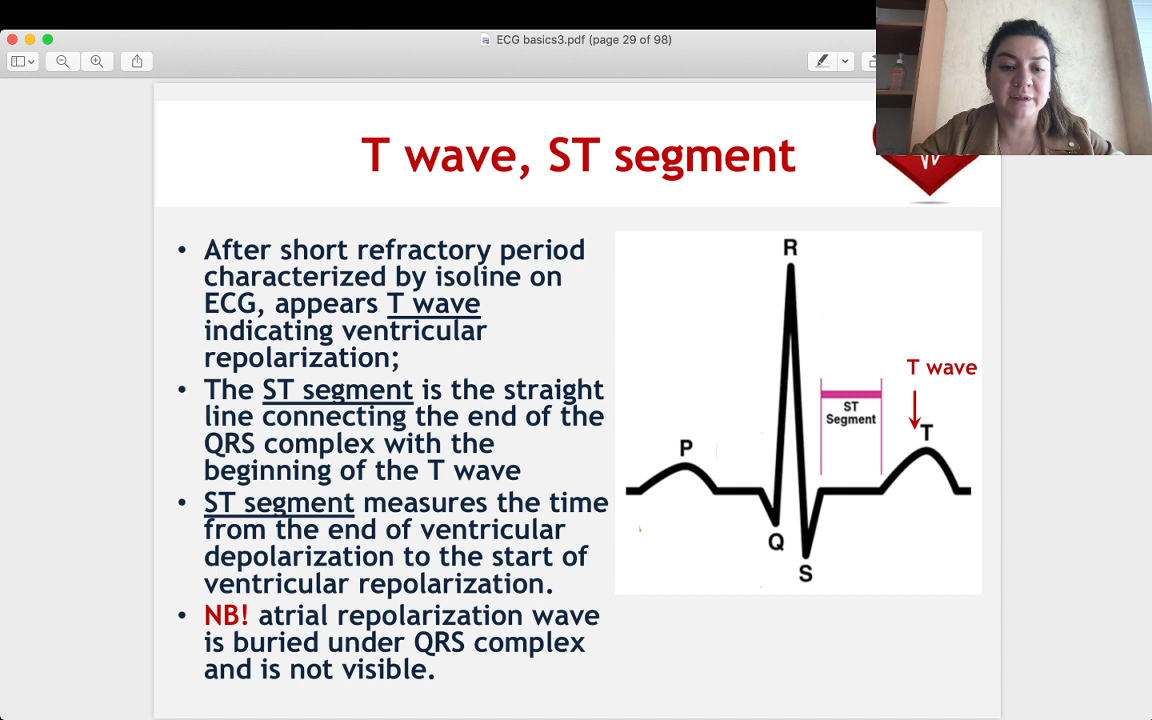 ECG basics3.pdf (page 29 of 98)
T wave, ST segment
• After short refractory period
characterized by isoline on
ECG, appears T wave
indicating ventricular
repolarization;
• The ST segment is the straight
line connecting the end of the
QRS complex with the
beginning of the T wave
• ST segment measures the time
from the end of ventricular
depolarization to the start of
ventricular repolarization.
• NB! atrial repolarization wave
is buried under QRS complex
and is not visible.
R
T wave
ST
Segment
T
P
Q
S